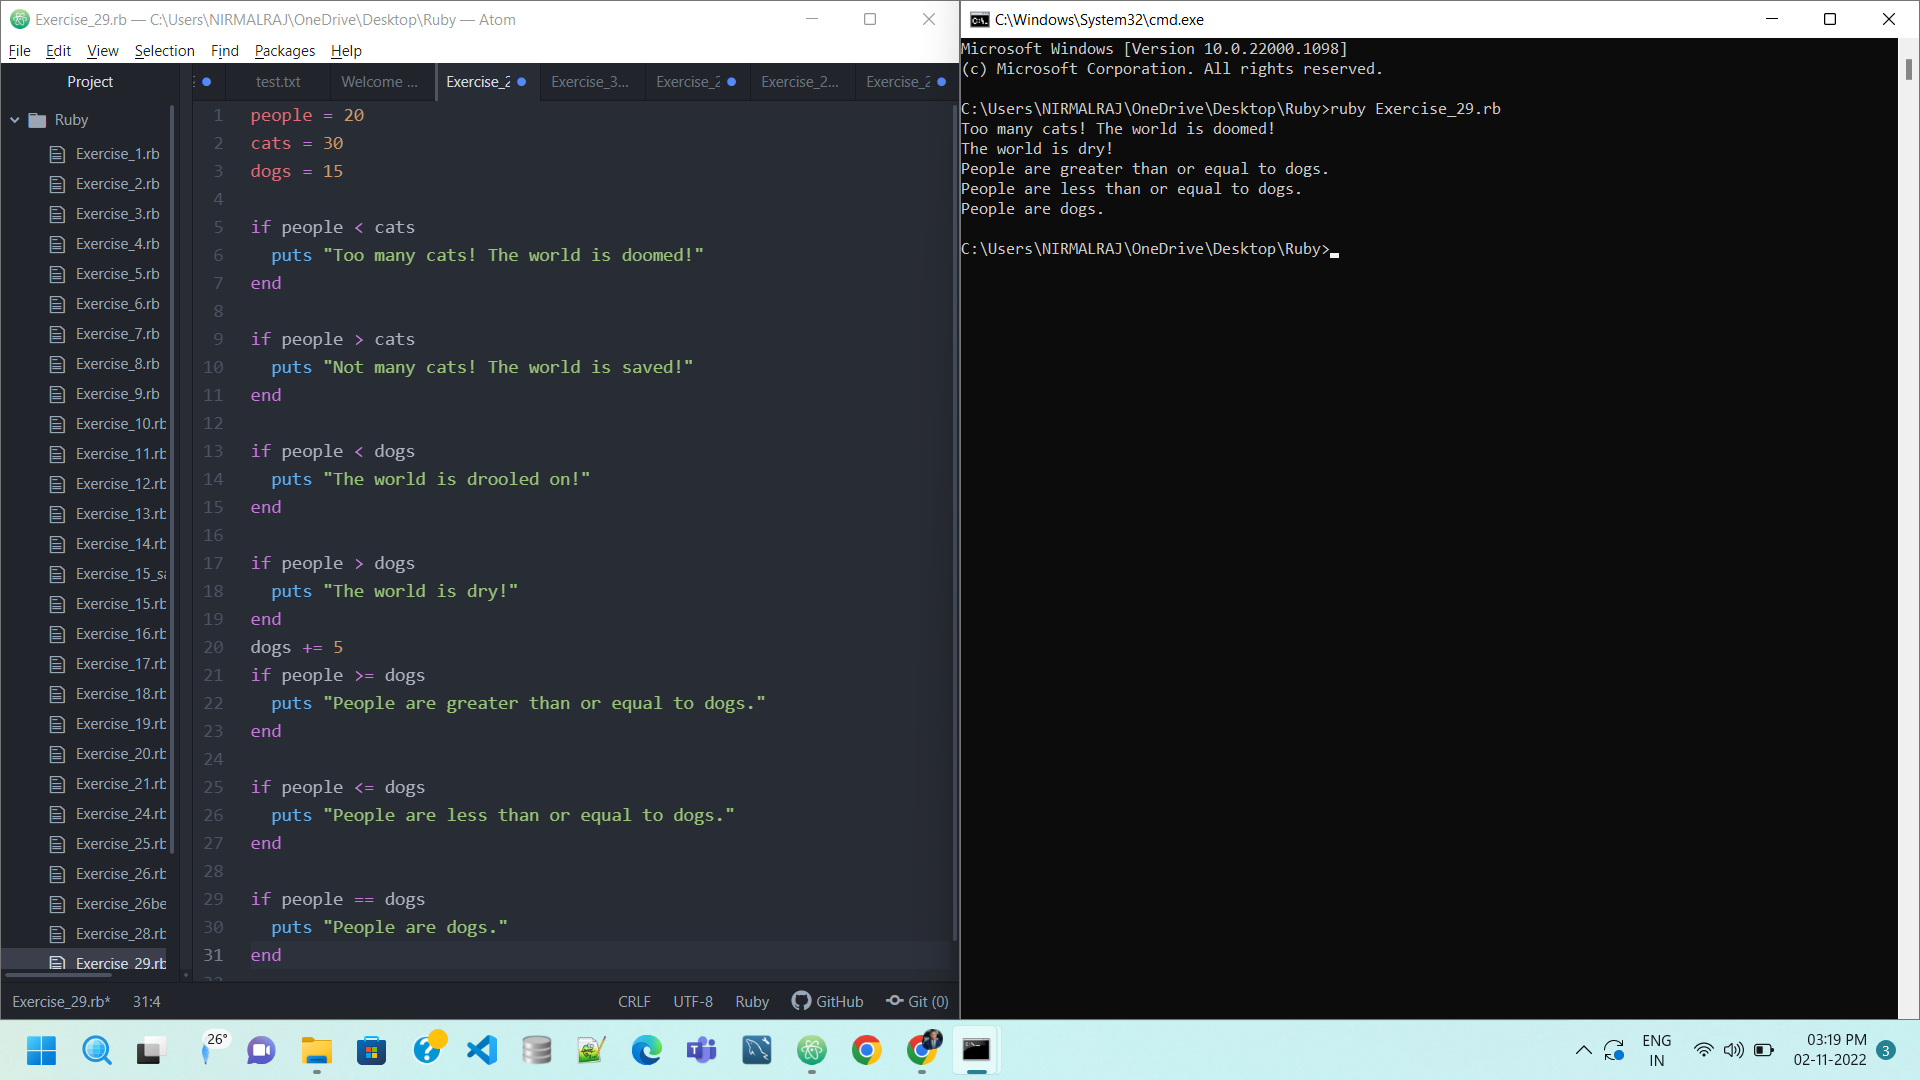 Exercise_29.rb — C:\Users\NIRMALRAJ\OneDrive\Desktop\Ruby — Atom
File Edit View Selection Find Packages Help
Project
test.txt
Welcome ...
Exercise_2
Exercise_3...
Exercise_2
Exercise_2...
Exercise_2
Ruby
Exercise_1.rb
Exercise_2.rb
Exercise_3.rb
Exercise_4.rb
Exercise_5.rb
Exercise_6.rb
Exercise_7.rb
Exercise_8.rb
Exercise_9.rb
Exercise_10.rb
Exercise_11.rb
Exercise_12.rb
Exercise_13.rb
Exercise_14.rb
Exercise_15_sa
Exercise_15.rb
Exercise_16.rb
Exercise_17.rb
Exercise_18.rb
Exercise_19.rb
Exercise_20.rb
Exercise_21.rb
Exercise_24.rb
Exercise_25.rb
Exercise_26.rb
Exercise_26be
Exercise_28.rb
Exercise_29.rb
1 people = 20
2 cats = 30
3 dogs = 15
4
5 if people < cats
6 puts "Too many cats! The world is doomed!"
7 end
8
9 if people > cats
10 puts "Not many cats! The world is saved!"
11 end
12
13 if people < dogs
14 puts "The world is drooled on!"
15 end
16
17 if people > dogs
18 puts "The world is dry!"
19 end
20 dogs += 5
21 if people >= dogs
22 puts "People are greater than or equal to dogs."
23 end
24
25 if people <= dogs
26 puts "People are less than or equal to dogs."
27 end
28
29 if people == dogs
30 puts "People are dogs."
31 end
Exercise_29.rb* 31:4 CRLF UTF-8 Ruby GitHub Git (0)
C:\Windows\System32\cmd.exe
Microsoft Windows [Version 10.0.22000.1098]
(c) Microsoft Corporation. All rights reserved.
C:\Users\NIRMALRAJ\OneDrive\Desktop\Ruby>ruby Exercise_29.rb
Too many cats! The world is doomed!
The world is dry!
People are greater than or equal to dogs.
People are less than or equal to dogs.
People are dogs.
C:\Users\NIRMALRAJ\OneDrive\Desktop\Ruby>
26°
ENG
IN
03:19 PM
02-11-2022
3